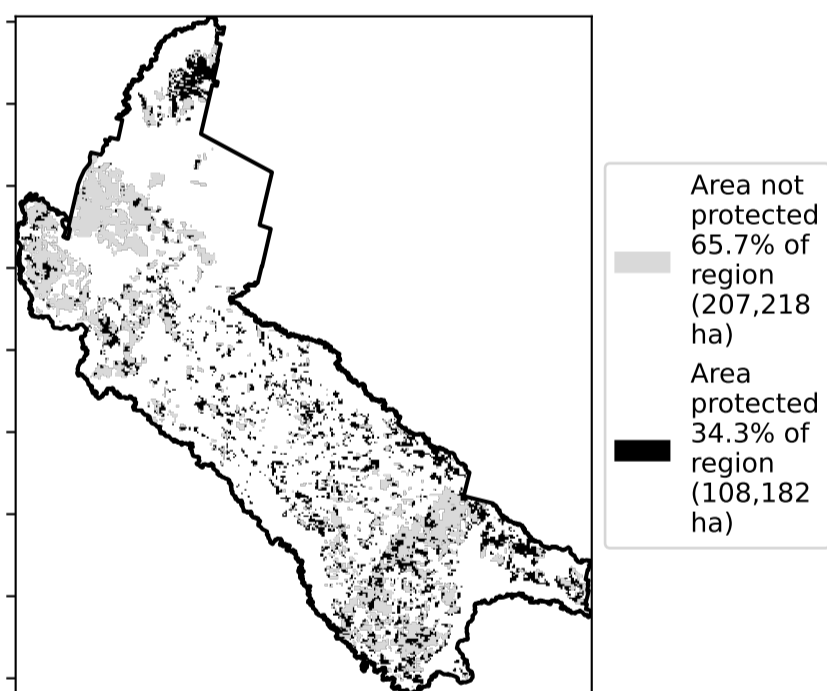 Area not
protected
65.7% of
region
(207,218
ha)
Area
protected
34.3% of
region
(108,182
ha)